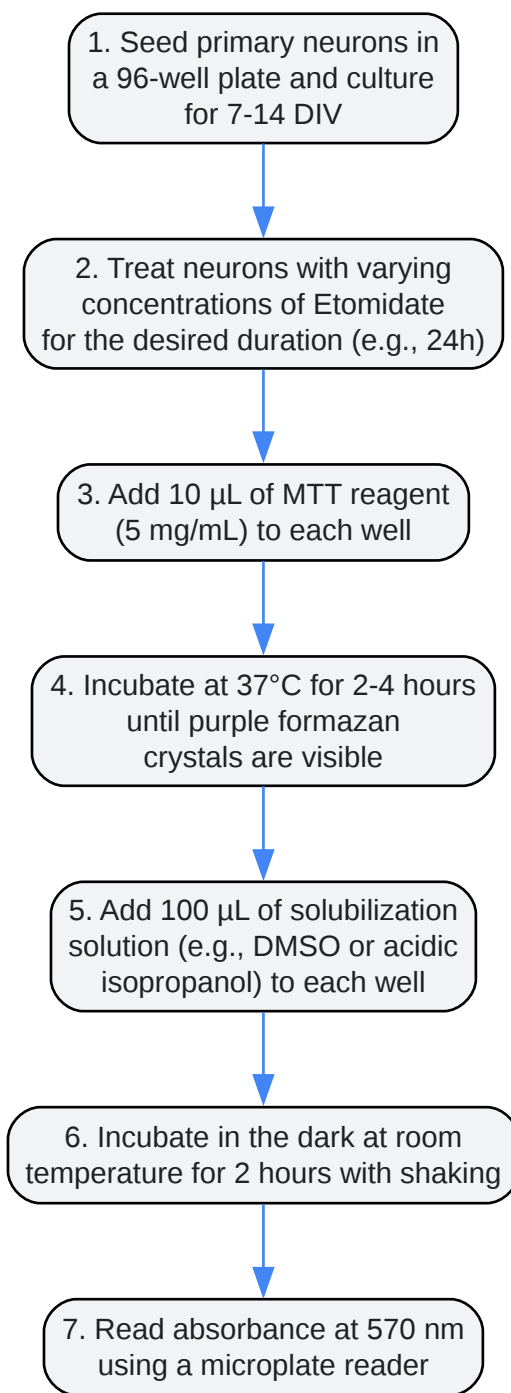 1. Seed primary neurons in
a 96-well plate and culture
for 7-14 DIV
2. Treat neurons with varying
concentrations of Etomidate
for the desired duration (e.g., 24h)
3. Add 10 µL of MTT reagent
(5 mg/mL) to each well
4. Incubate at 37°C for 2-4 hours
until purple formazan
crystals are visible
5. Add 100 µL of solubilization
solution (e.g., DMSO or acidic
isopropanol) to each well
6. Incubate in the dark at room
temperature for 2 hours with shaking
7. Read absorbance at 570 nm
using a microplate reader